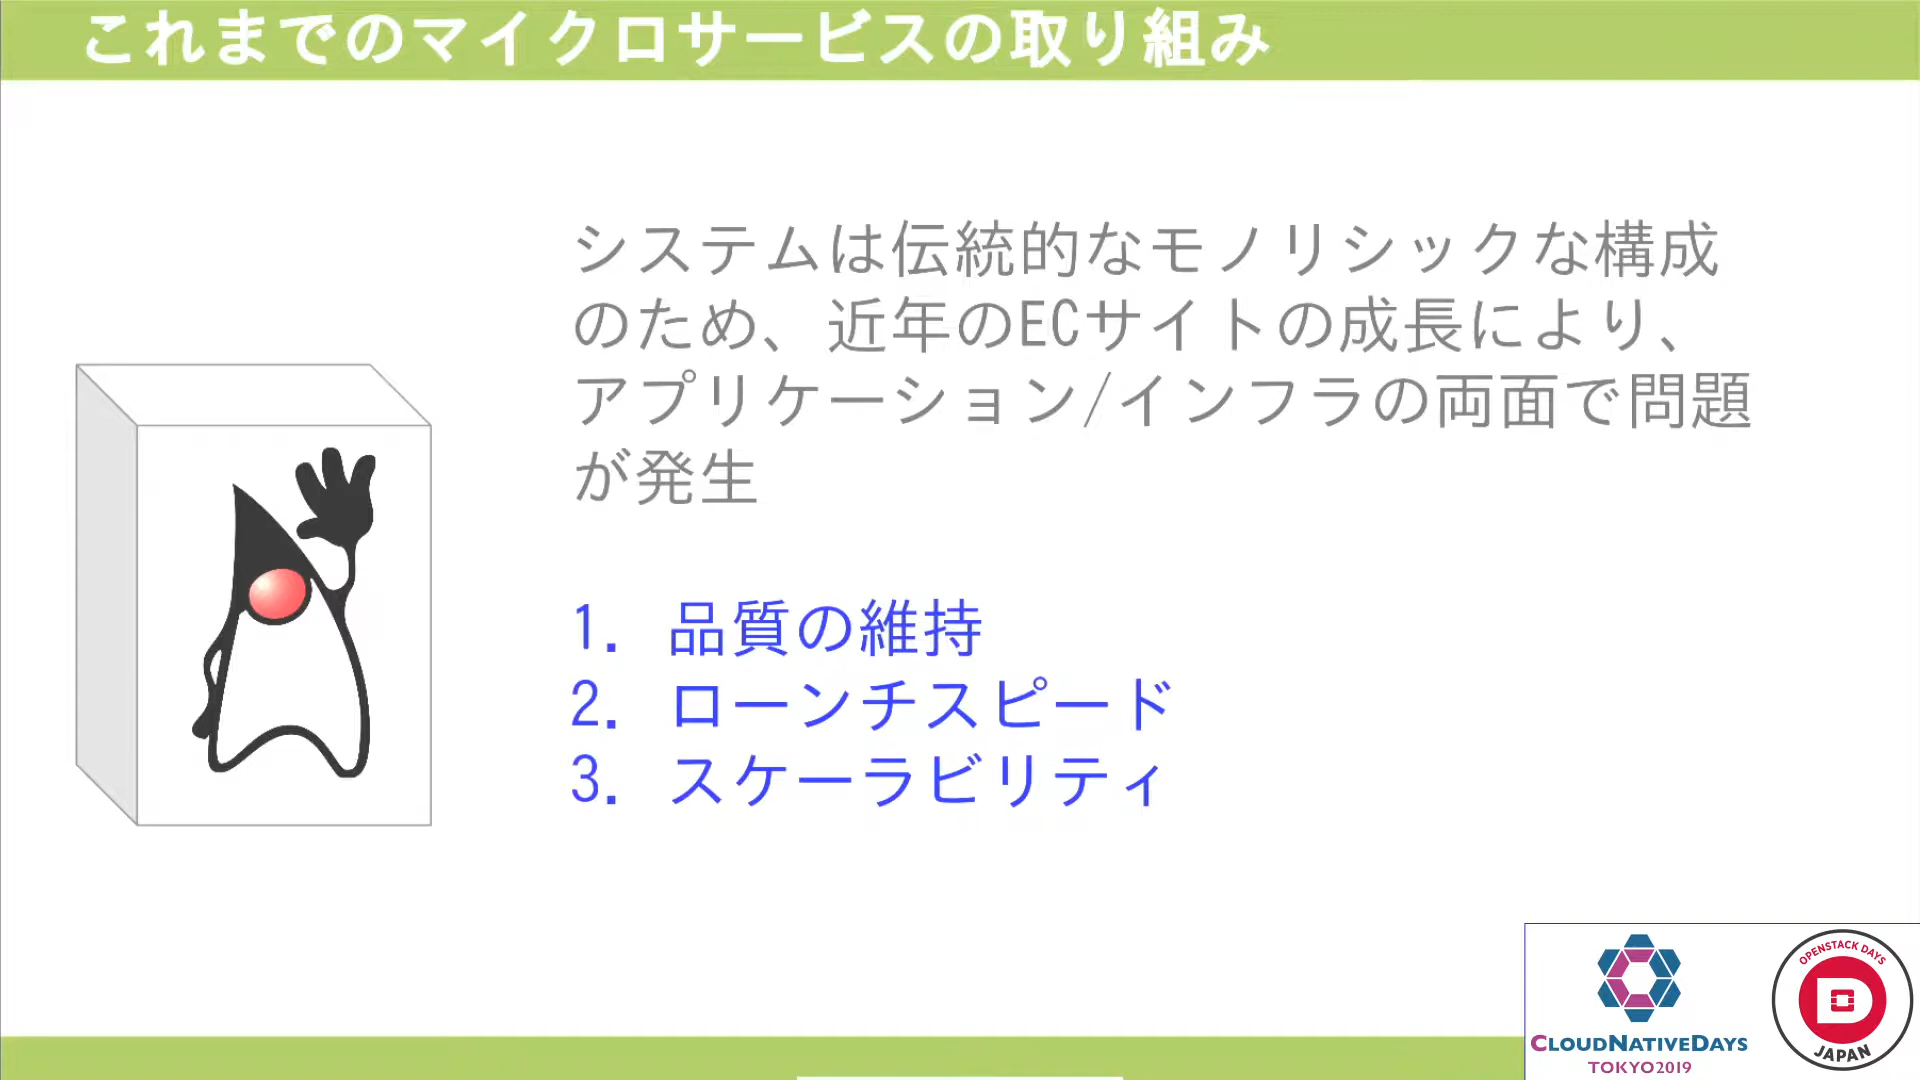 これまでのマイクロサービスの取り組み
システムは伝統的なモノリシックな構成
のため、近年のECサイトの成長により、
アプリケーション/インフラの両面で問題
が発生
1. 品質の維持
2. ローンチスピード
3. スケーラビリティ
CLOUDNATIVEDAYS
TOKYO2019
OPENSTACK DAYS
JAPAN